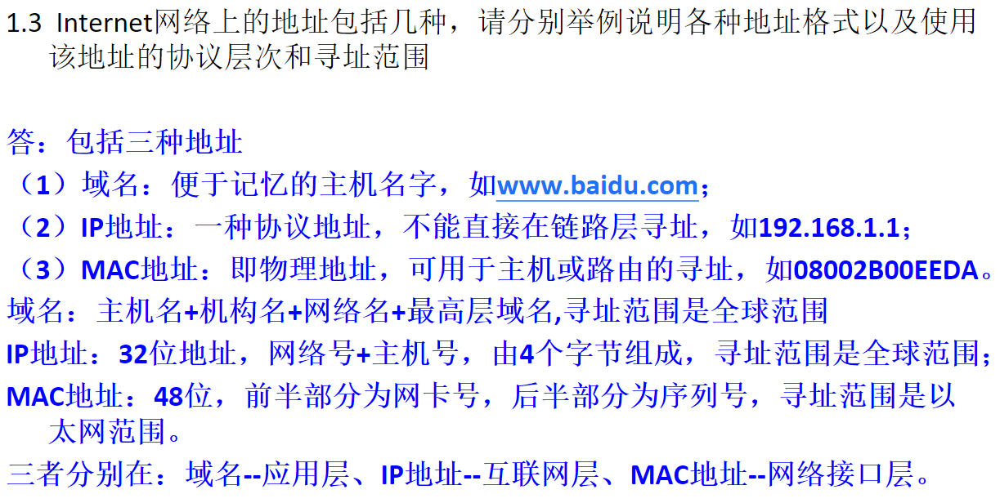 1.3 Internet网络上的地址包括几种，请分别举例说明各种地址格式以及使用
该地址的协议层次和寻址范围
答：包括三种地址
（1）域名：便于记忆的主机名字，如www.baidu.com；
（2）IP地址：一种协议地址，不能直接在链路层寻址，如192.168.1.1；
（3）MAC地址：即物理地址，可用于主机或路由的寻址，如08002B00EEDA。
域名：主机名+机构名+网络名+最高层域名,寻址范围是全球范围
IP地址：32位地址，网络号+主机号，由4个字节组成，寻址范围是全球范围；
MAC地址：48位，前半部分为网卡号，后半部分为序列号，寻址范围是以
太网范围。
三者分别在：域名--应用层、IP地址--互联网层、MAC地址--网络接口层。